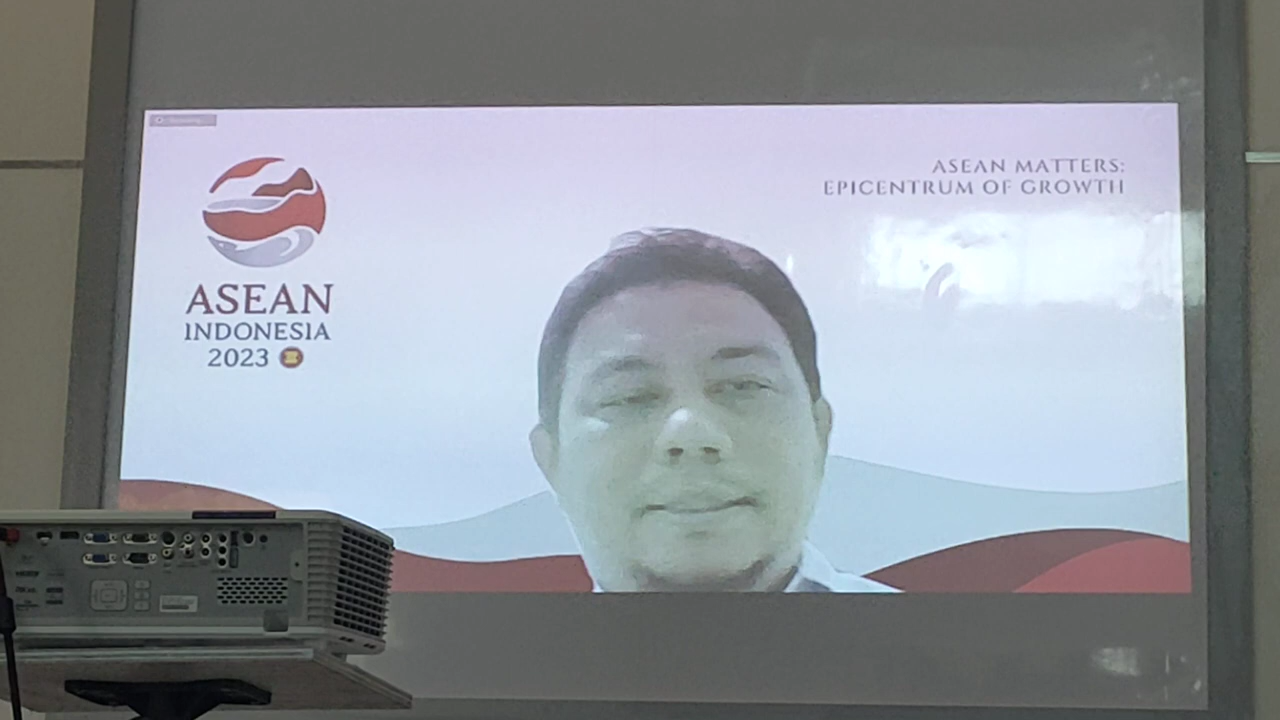 ASEAN MATTERS:
EPICENTRUM OF GROWTH
ASEAN
INDONESIA
2023